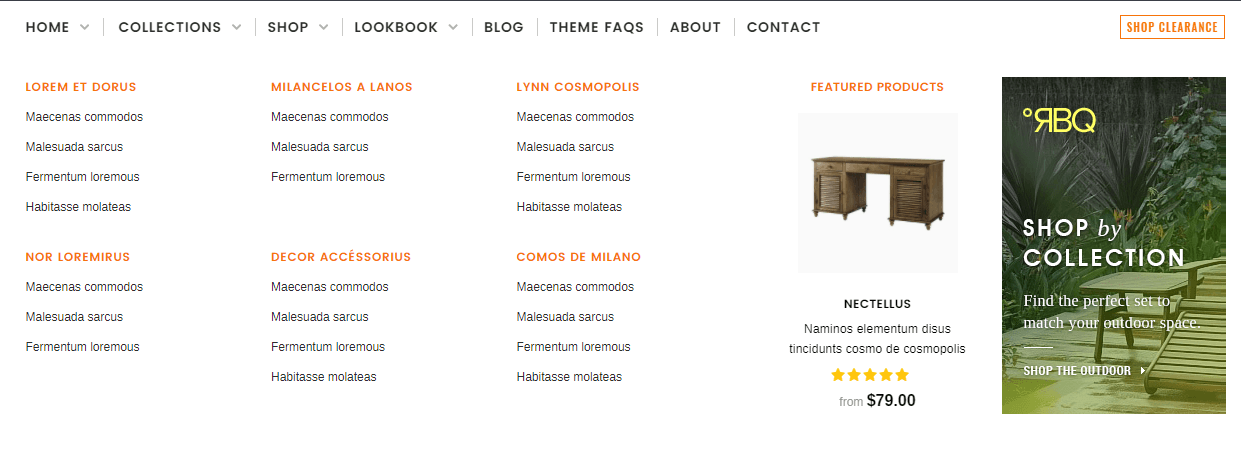 HOME COLLECTIONS SHOP LOOKBOOK BLOG THEME FAQS ABOUT CONTACT SHOP CLEARANCE
LOREM ET DORUS
Maecenas commodos
Malesuada sarcus
Fermentum loremous
Habitasse molateas
MILANCELOS A LANOS
Maecenas commodos
Malesuada sarcus
Fermentum loremous
LYNN COSMOPOLIS
Maecenas commodos
Malesuada sarcus
Fermentum loremous
Habitasse molateas
NOR LOREMIRUS
Maecenas commodos
Malesuada sarcus
Fermentum loremous
DECOR ACCÉSSORIUS
Maecenas commodos
Malesuada sarcus
Fermentum loremous
Habitasse molateas
COMOS DE MILANO
Maecenas commodos
Malesuada sarcus
Fermentum loremous
Habitasse molateas
FEATURED PRODUCTS
NECTELLUS
Naminos elementum disus
tincidunts cosmo de cosmopolis
from $79.00
°ЯBQ
SHOP by
COLLECTION
Find the perfect set to
match your outdoor space.
SHOP THE OUTDOOR